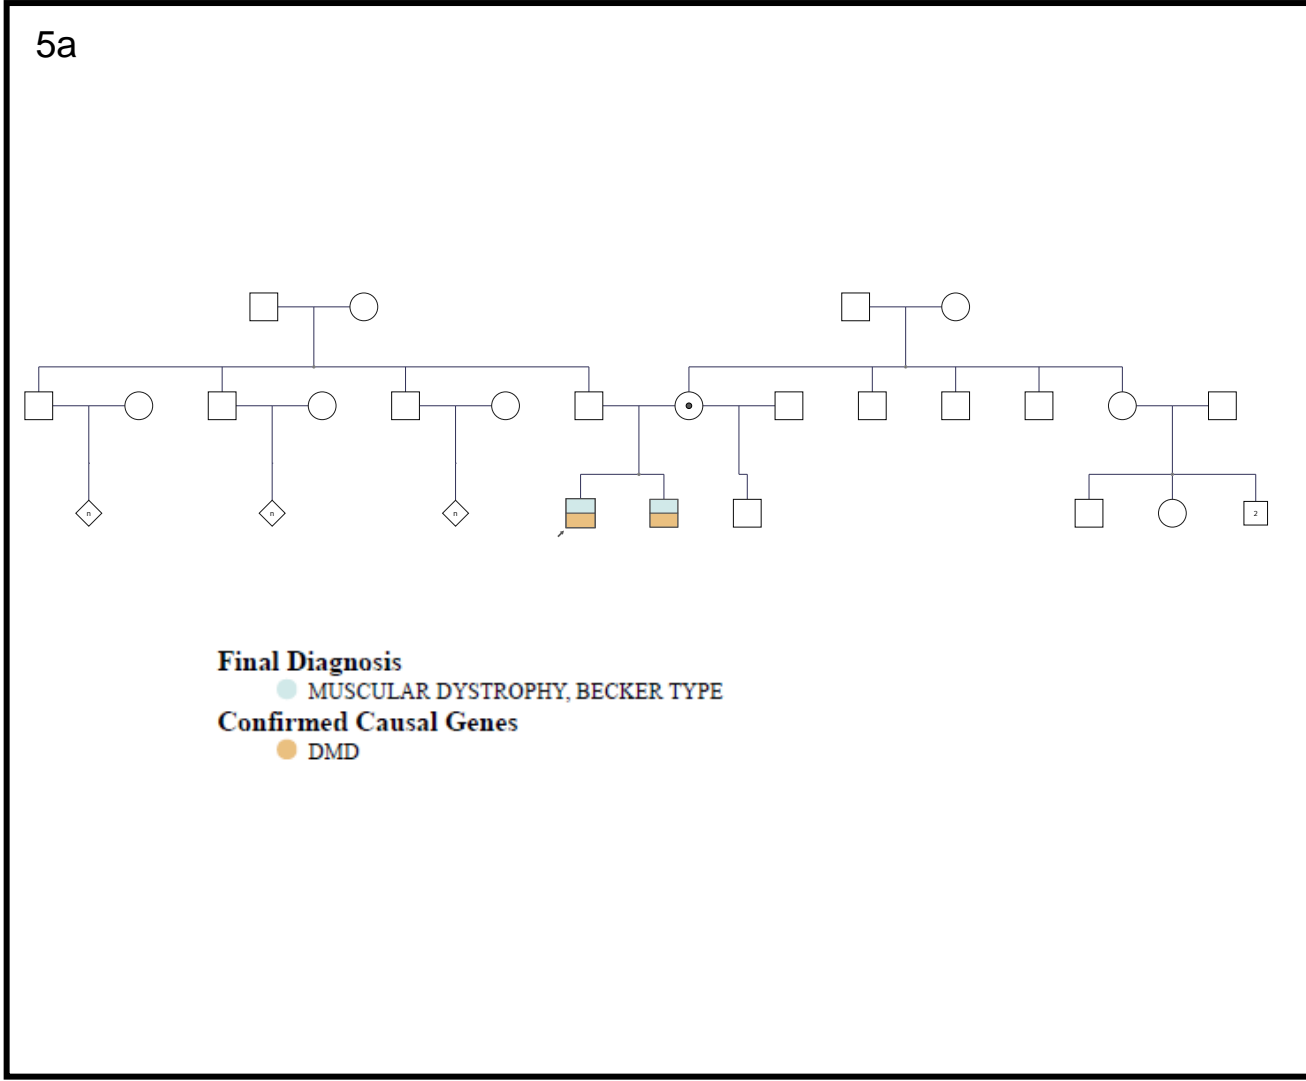 5a
n n n 2
Final Diagnosis
MUSCULAR DYSTROPHY, BECKER TYPE
Confirmed Causal Genes
DMD